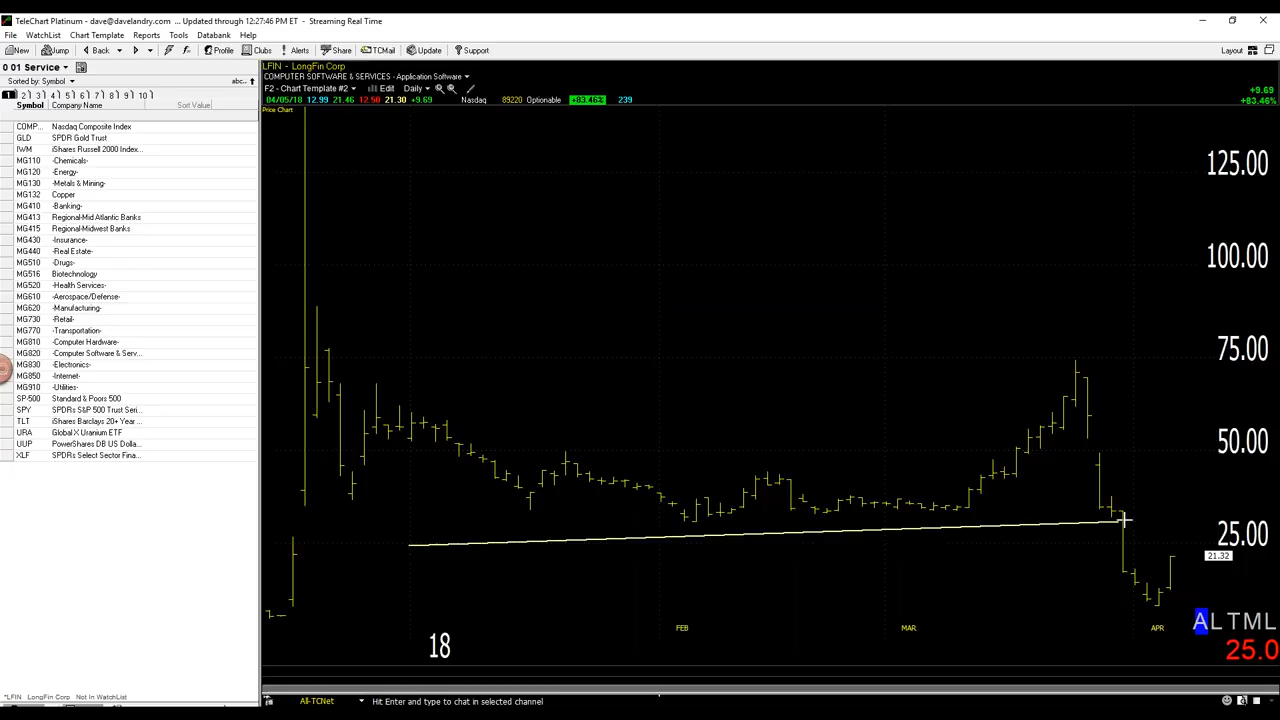 TeleChart Platinum - dave@davelandry.com ... Updated through 12:27:46 PM ET - Streaming Real Time
File WatchList Chart Template Reports Tools Databank Help
New Jump Back Profile Clubs Alerts Share TCMail Update Support Layout
0 01 Service
Sorted by: Symbol abc..
1 2 3 4 5 6 7 8 9 10
Symbol Company Name Sort Value
COMP... Nasdaq Composite Index
GLD SPDR Gold Trust
IWM iShares Russell 2000 Index...
MG110 -Chemicals-
MG120 -Energy-
MG130 -Metals & Mining-
MG132 Copper
MG410 -Banking-
MG413 Regional-Mid Atlantic Banks
MG415 Regional-Midwest Banks
MG430 -Insurance-
MG440 -Real Estate-
MG510 -Drugs-
MG516 Biotechnology
MG520 -Health Services-
MG610 -Aerospace/Defense-
MG620 -Manufacturing-
MG730 -Retail-
MG770 -Transportation-
MG810 -Computer Hardware-
MG820 -Computer Software & Serv...
MG830 -Electronics-
MG850 -Internet-
MG910 -Utilities-
SP-500 Standard & Poors 500
SPY SPDRs S&P 500 Trust Seri...
TLT iShares Barclays 20+ Year ...
URA Global X Uranium ETF
UUP PowerShares DB US Dolla...
XLF SPDRs Select Sector Fina...
*LFIN LongFin Corp Not In WatchList
LFIN - LongFin Corp
COMPUTER SOFTWARE & SERVICES - Application Software
F2 - Chart Template #2 Edit Daily
04/05/18 12.99 21.46 12.50 21.30 +9.69 Nasdaq 89220 Optionable +83.46% 239
+9.69
+83.46%
Price Chart
125.00
100.00
75.00
50.00
25.00
21.32
18 FEB MAR APR
ALTML
25.0
All-TCNet Hit Enter and type to chat in selected channel